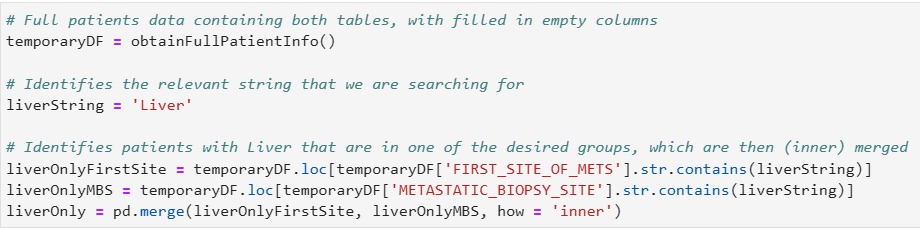 # Full patients data containing both tables, with filled in empty columns
temporaryDF = obtainFullPatientInfo()
# Identifies the relevant string that we are searching for
liverString = 'Liver'
# Identifies patients with Liver that are in one of the desired groups, which are then (inner) merged
liverOnlyFirstSite = temporaryDF.loc[temporaryDF['FIRST_SITE_OF_METS'].str.contains(liverString)]
liverOnlyMBS = temporaryDF.loc[temporaryDF['METASTATIC_BIOPSY_SITE'].str.contains(liverString)]
liverOnly = pd.merge(liverOnlyFirstSite, liverOnlyMBS, how = 'inner')